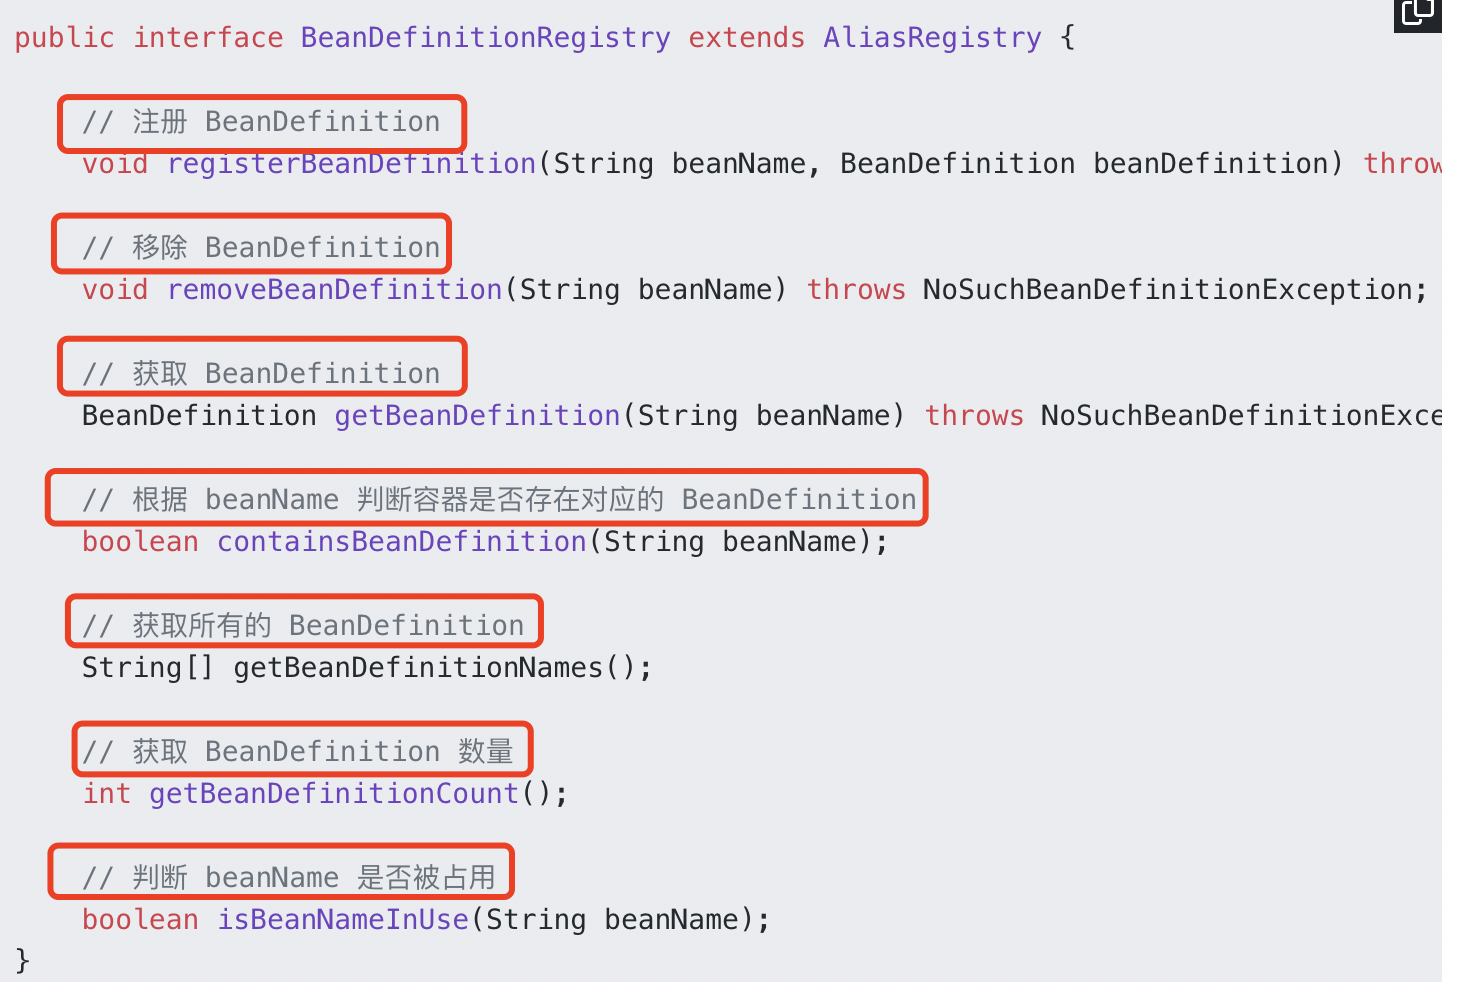 public interface BeanDefinitionRegistry extends AliasRegistry {
// 注册 BeanDefinition
void registerBeanDefinition(String beanName, BeanDefinition beanDefinition) throw
// 移除 BeanDefinition
void removeBeanDefinition(String beanName) throws NoSuchBeanDefinitionException;
// 获取 BeanDefinition
BeanDefinition getBeanDefinition(String beanName) throws NoSuchBeanDefinitionExce
// 根据 beanName 判断容器是否存在对应的 BeanDefinition
boolean containsBeanDefinition(String beanName);
// 获取所有的 BeanDefinition
String[] getBeanDefinitionNames();
// 获取 BeanDefinition 数量
int getBeanDefinitionCount();
// 判断 beanName 是否被占用
boolean isBeanNameInUse(String beanName);
}